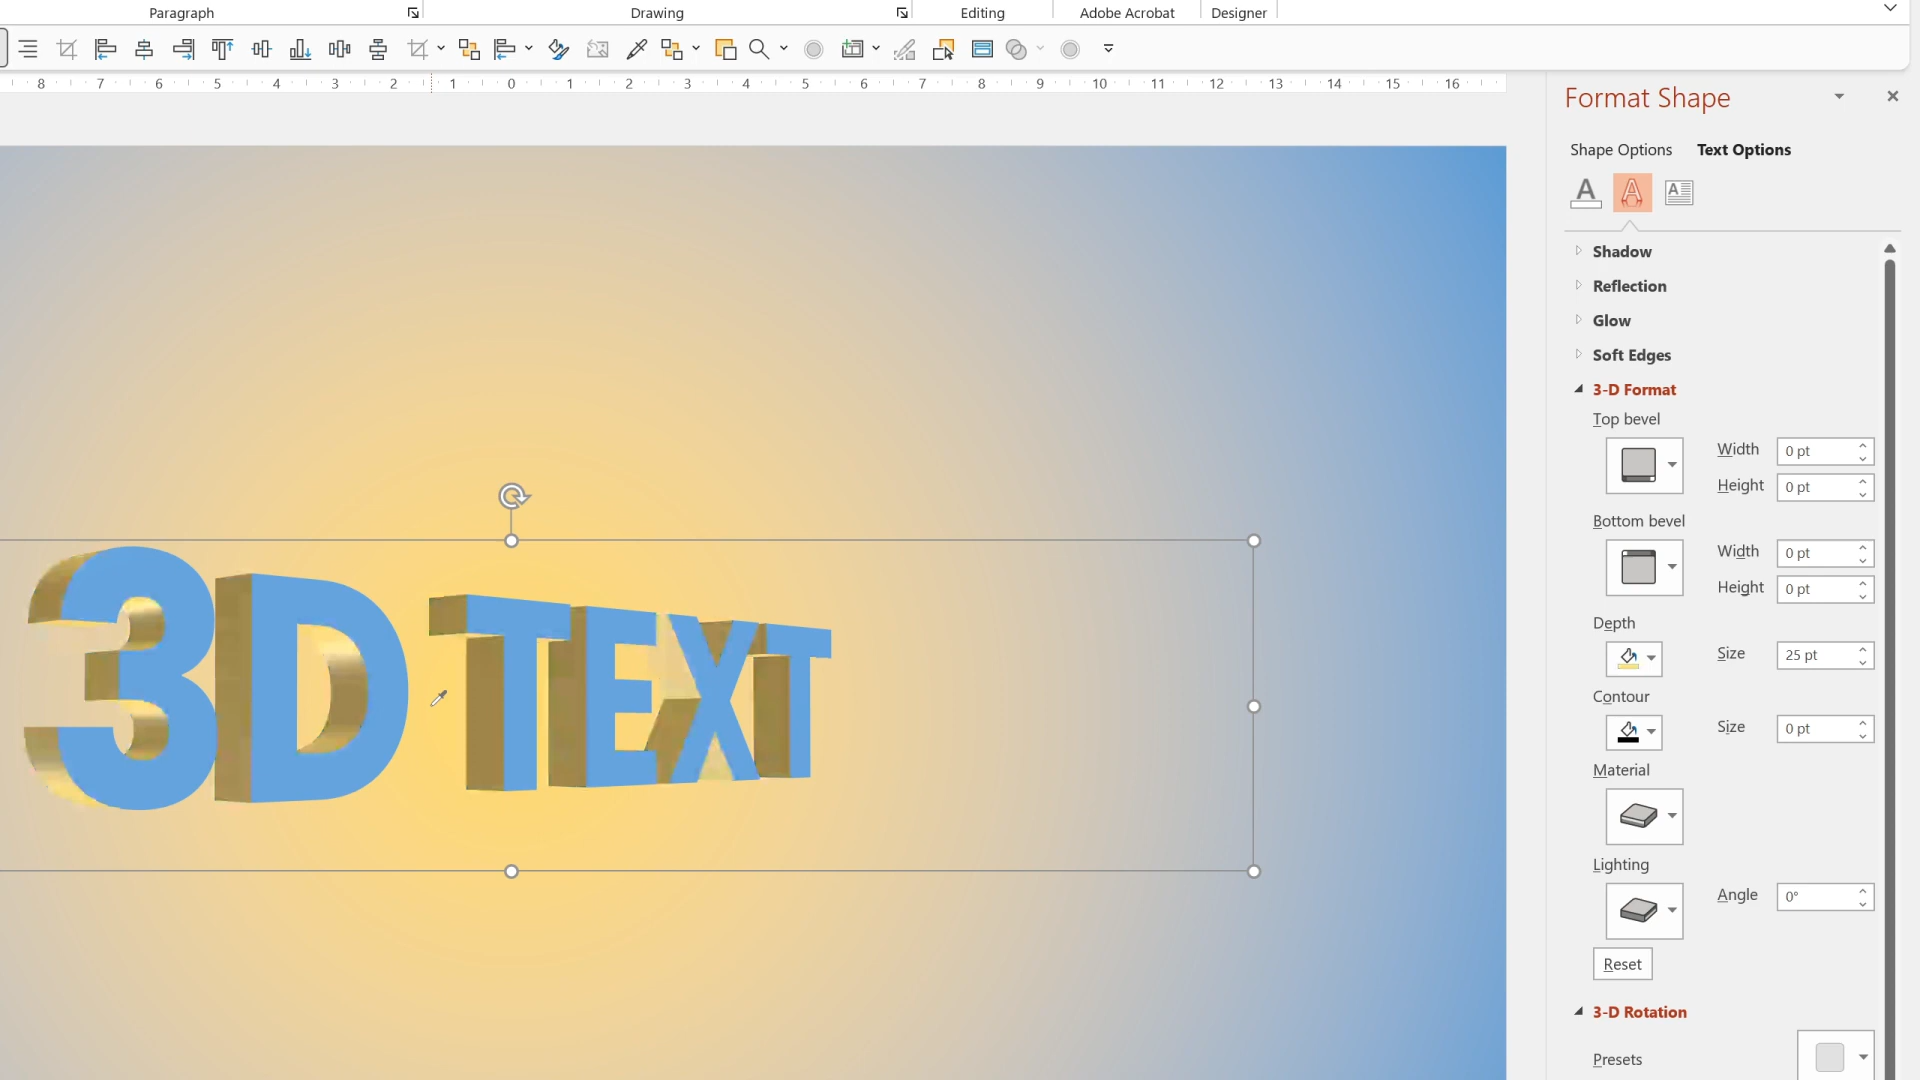 Paragraph Drawing Editing Adobe Acrobat Designer
8 7 6 5 4 3 2 1 0 1 2 3 4 5 6 7 8 9 10 11 12 13 14 15 16
Format Shape
Shape Options Text Options
Shadow
Reflection
Glow
Soft Edges
3-D Format
Top bevel
Width 0 pt
Height 0 pt
Bottom bevel
Width 0 pt
Height 0 pt
Depth
Size 25 pt
Contour
Size 0 pt
Material
Lighting
Angle 0°
Reset
3-D Rotation
Presets
3D TEXT